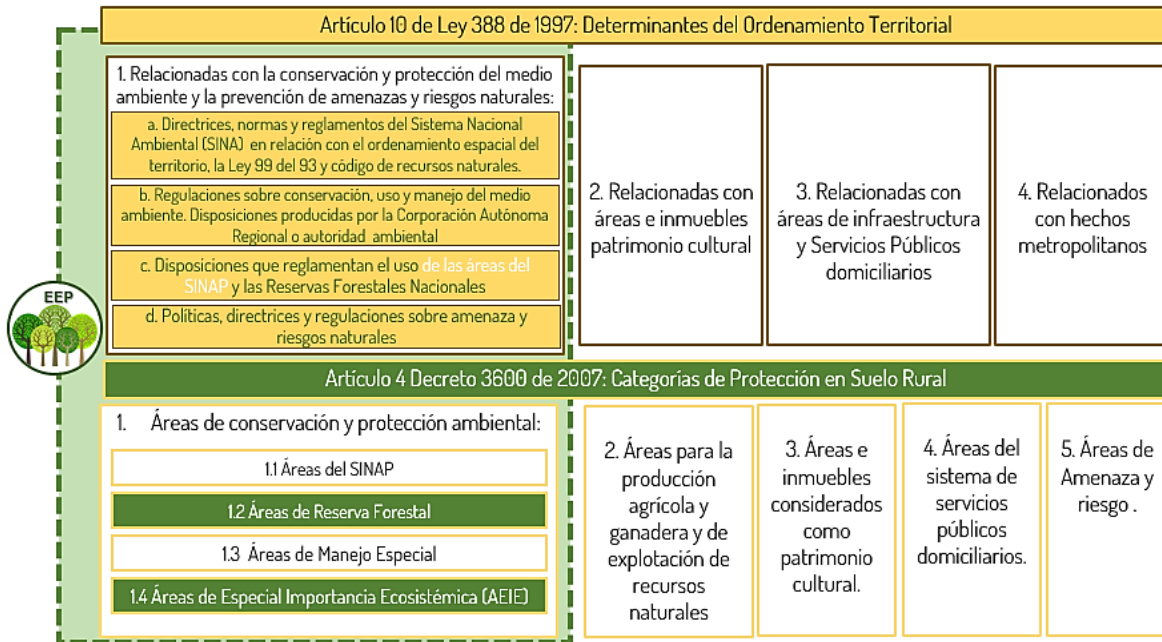 Artículo 10 de Ley 388 de 1997: Determinantes del Ordenamiento Territorial
1. Relacionadas con la conservación y protección del medio
ambiente y la prevención de amenazas y riesgos naturales:
a. Directrices, normas y reglamentos del Sistema Nacional
Ambiental (SINA) en relación con el ordenamiento espacial del
territorio, la Ley 99 del 93 y código de recursos naturales.
b. Regulaciones sobre conservación, uso y manejo del medio
ambiente. Disposiciones producidas por la Corporación Autónoma
Regional o autoridad ambiental
c. Disposiciones que reglamentan el uso de las áreas del
SINAP y las Reservas Forestales Nacionales
d. Políticas, directrices y regulaciones sobre amenaza y
riesgos naturales
2. Relacionadas con
áreas e inmuebles
patrimonio cultural
3. Relacionadas con
áreas de infraestructura
y Servicios Públicos
domiciliarios
4. Relacionados
con hechos
metropolitanos
EEP
Artículo 4 Decreto 3600 de 2007: Categorías de Protección en Suelo Rural
1. Áreas de conservación y protección ambiental:
1.1 Áreas del SINAP
1.2 Áreas de Reserva Forestal
1.3 Áreas de Manejo Especial
1.4 Áreas de Especial Importancia Ecosistémica (AEIE)
2. Áreas para la
producción
agrícola y
ganadera y de
explotación de
recursos
naturales
3. Áreas e
inmuebles
considerados
como
patrimonio
cultural.
4. Áreas del
sistema de
servicios
públicos
domiciliarios.
5. Áreas de
Amenaza y
riesgo .